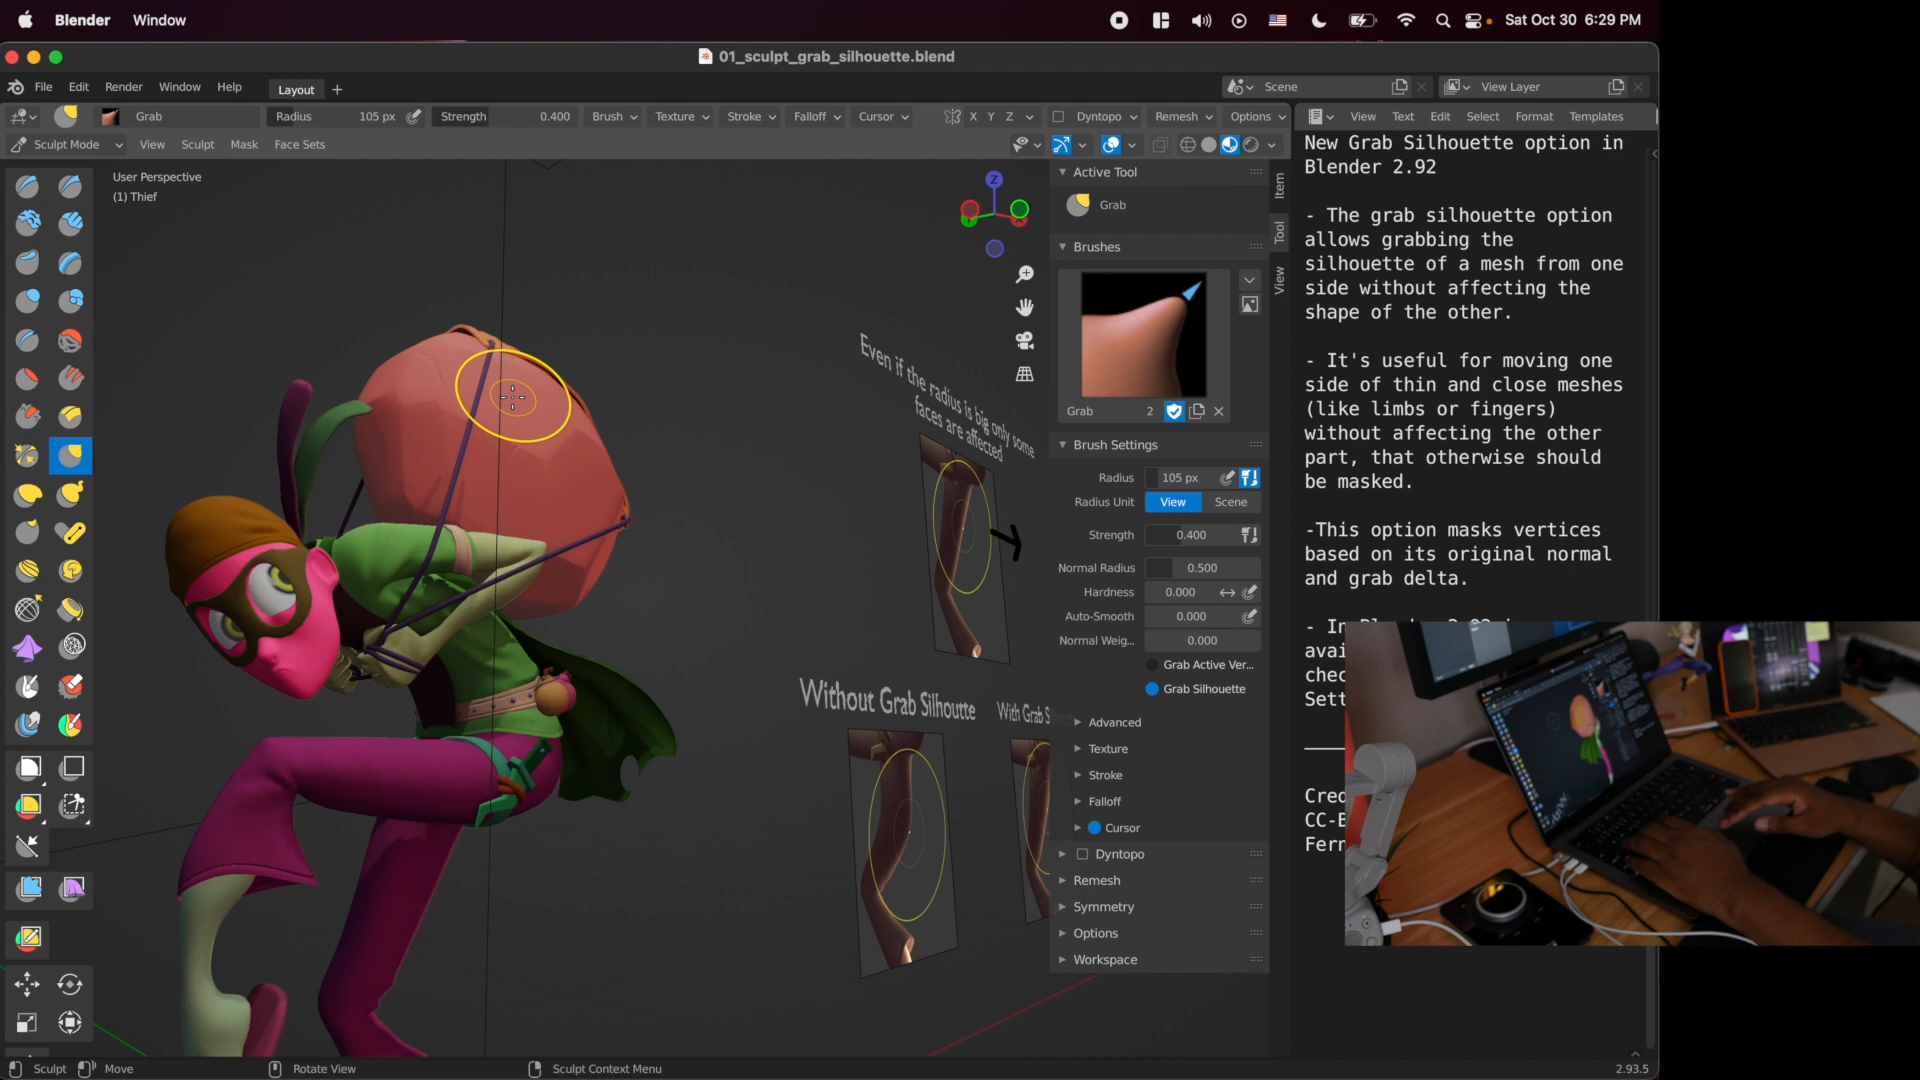 Blender Window
Sat Oct 30 6:29 PM
01_sculpt_grab_silhouette.blend
File Edit Render Window Help Layout +
Scene
View Layer
Grab Radius 105 px Strength 0.400 Brush Texture Stroke Falloff Cursor X Y Z Dyntopo Remesh Options
View Text Edit Select Format Templates
Sculpt Mode View Sculpt Mask Face Sets
User Perspective
(1) Thief
Z
Even if the radius is big only some
faces are affected
Without Grab Silhoutte
With Grab S
Active Tool
Grab
Brushes
Grab 2
Brush Settings
Radius 105 px
Radius Unit View Scene
Strength 0.400
Normal Radius 0.500
Hardness 0.000
Auto-Smooth 0.000
Normal Weig... 0.000
Grab Active Ver...
Grab Silhouette
Advanced
Texture
Stroke
Falloff
Cursor
Dyntopo
Remesh
Symmetry
Options
Workspace
Item
Tool
View
New Grab Silhouette option in
Blender 2.92
- The grab silhouette option
allows grabbing the
silhouette of a mesh from one
side without affecting the
shape of the other.
- It's useful for moving one
side of thin and close meshes
(like limbs or fingers)
without affecting the other
part, that otherwise should
be masked.
-This option masks vertices
based on its original normal
and grab delta.
- In
avai
chec
Sett
Cred
CC-B
Fern
Sculpt Move Rotate View Sculpt Context Menu
2.93.5